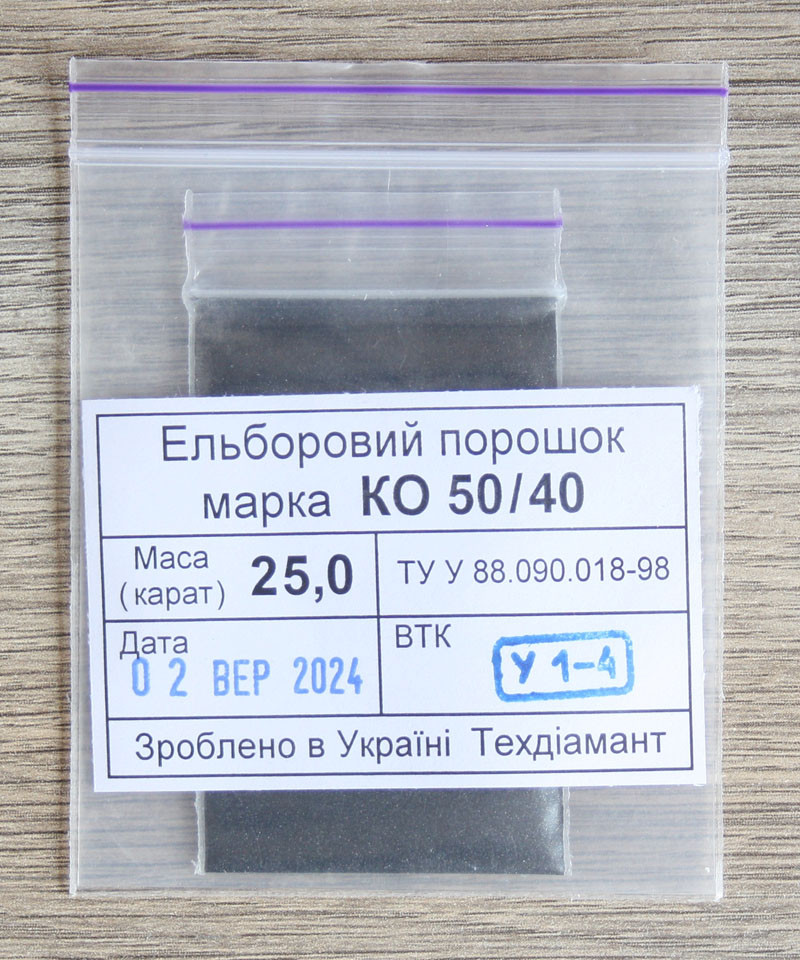 Ельборовий порошок
марка КО 50/40
Маса
(карат) 25,0
ТУ У 88.090.018-98
Дата
02 ВЕР 2024
ВТК
У 1-4
Зроблено в Україні Техдіамант